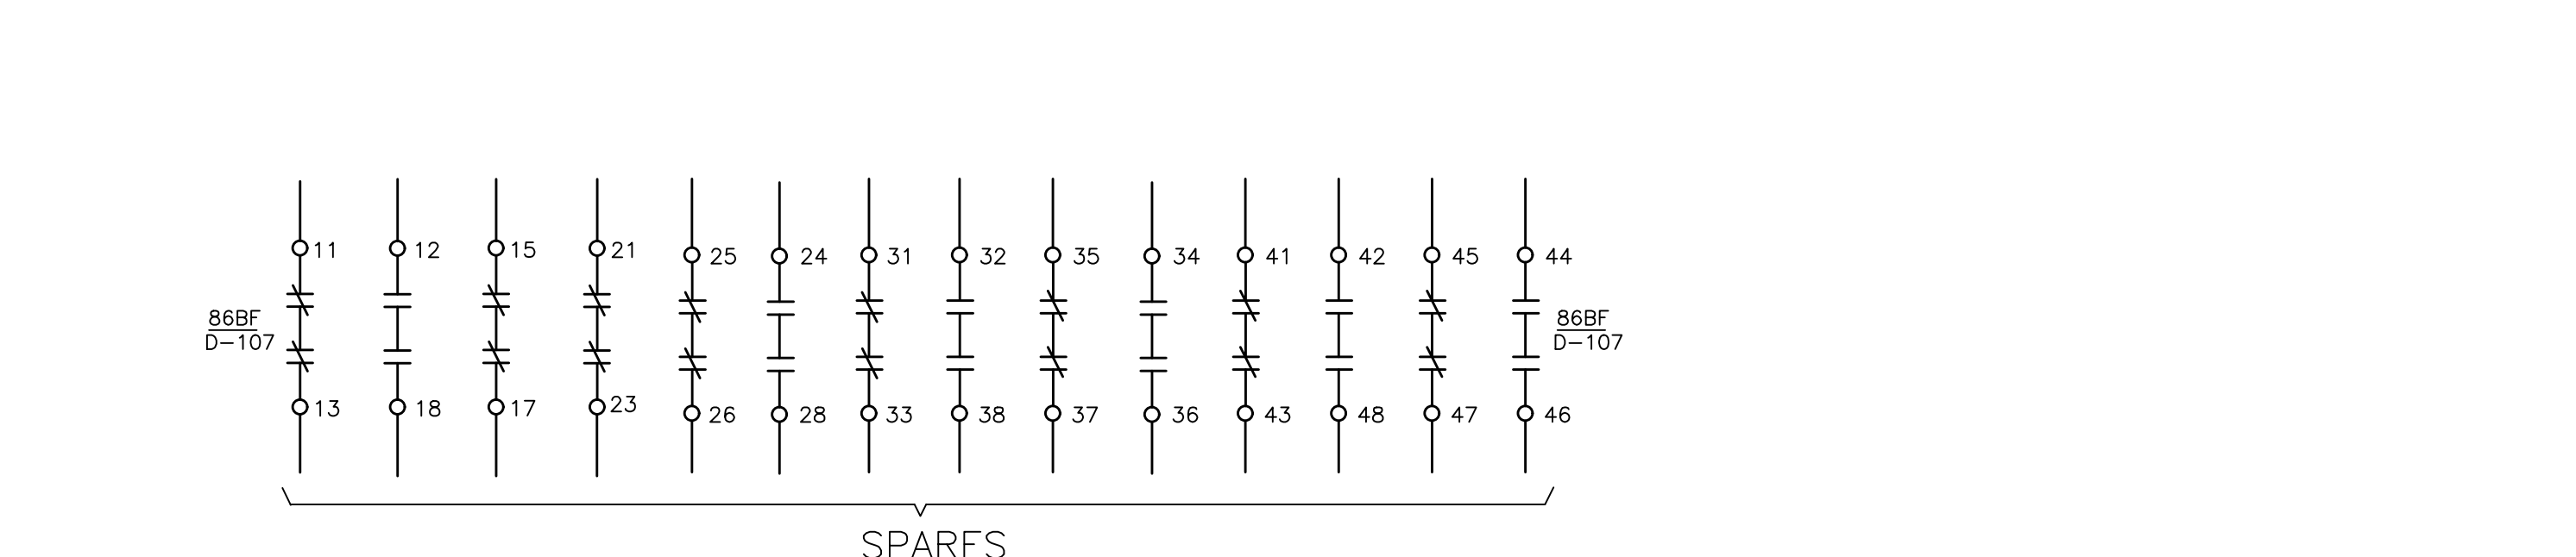 11 12 15 21 25 24 31 32 35 34 41 42 45 44
86BF 86BF
D-107 D-107
13 18 17 23 26 28 33 38 37 36 43 48 47 46
SPARES